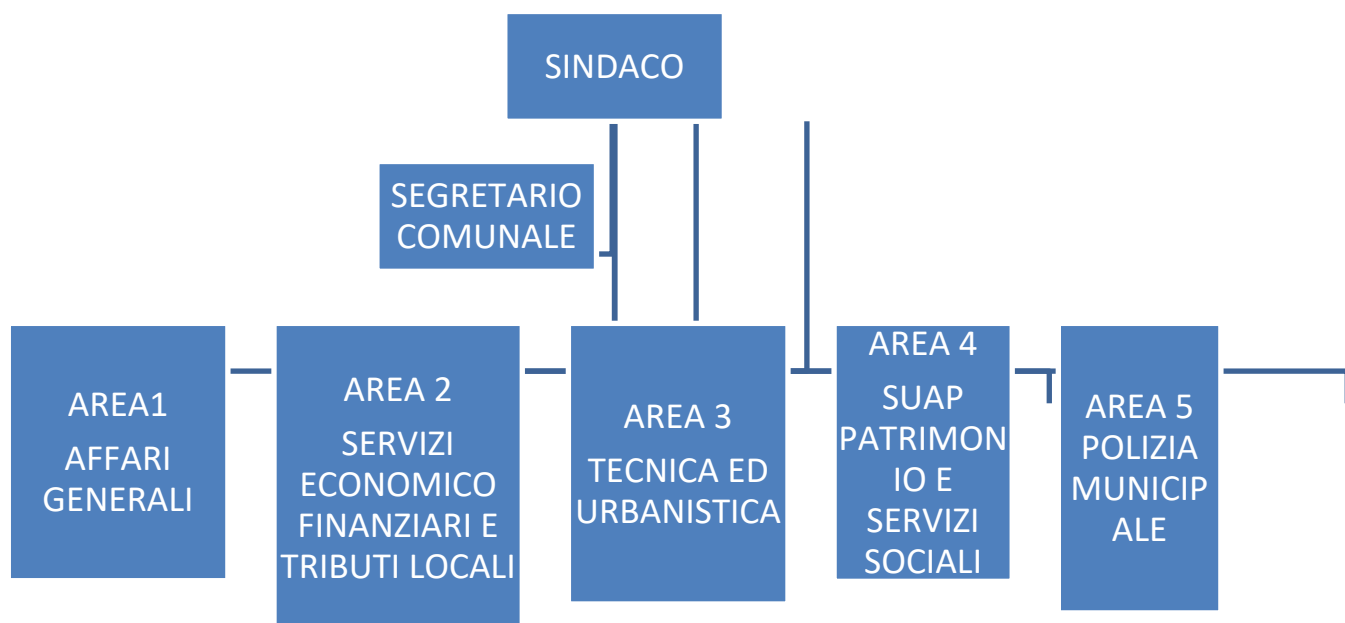 SINDACO
SEGRETARIO
COMUNALE
AREA1
AFFARI
GENERALI
AREA 2
SERVIZI
ECONOMICO
FINANZIARI E
TRIBUTI LOCALI
AREA 3
TECNICA ED
URBANISTICA
AREA 4
SUAP
PATRIMON
IO E
SERVIZI
SOCIALI
AREA 5
POLIZIA
MUNICIP
ALE